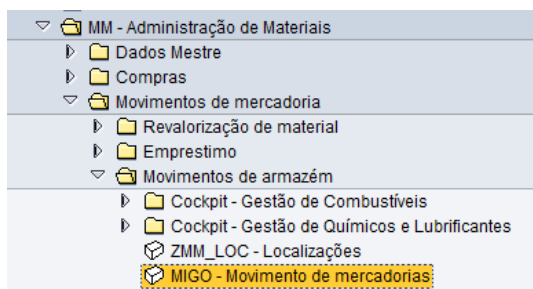 MM - Administração de Materiais
Dados Mestre
Compras
Movimentos de mercadoria
Revalorização de material
Emprestimo
Movimentos de armazém
Cockpit - Gestão de Combustíveis
Cockpit - Gestão de Químicos e Lubrificantes
ZMM_LOC - Localizações
MIGO - Movimento de mercadorias